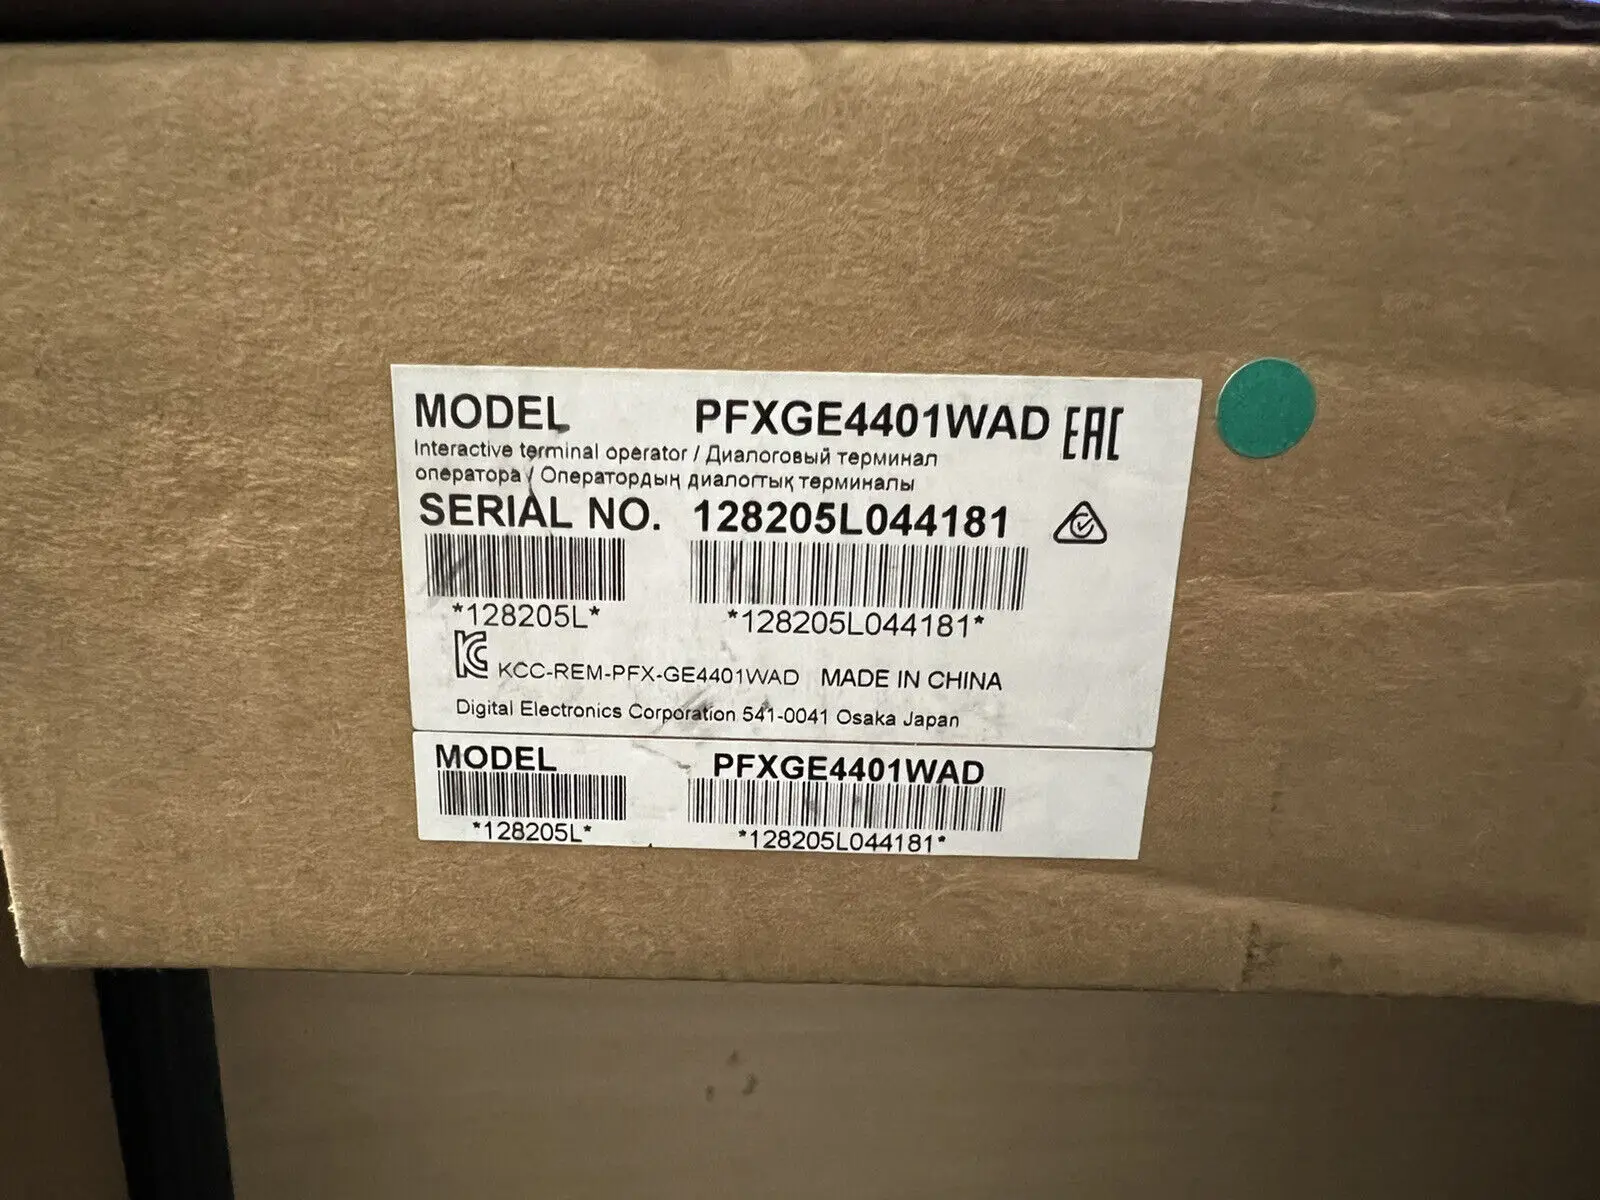 MODEL PFXGE4401WAD EAC
Interactive terminal operator / Диалоговый терминал
оператора / Оператордың диалогтық терминалы
SERIAL NO. 128205L044181
*128205L* *128205L044181*
KC KCC-REM-PFX-GE4401WAD MADE IN CHINA
Digital Electronics Corporation 541-0041 Osaka Japan
MODEL PFXGE4401WAD
*128205L* *128205L044181*